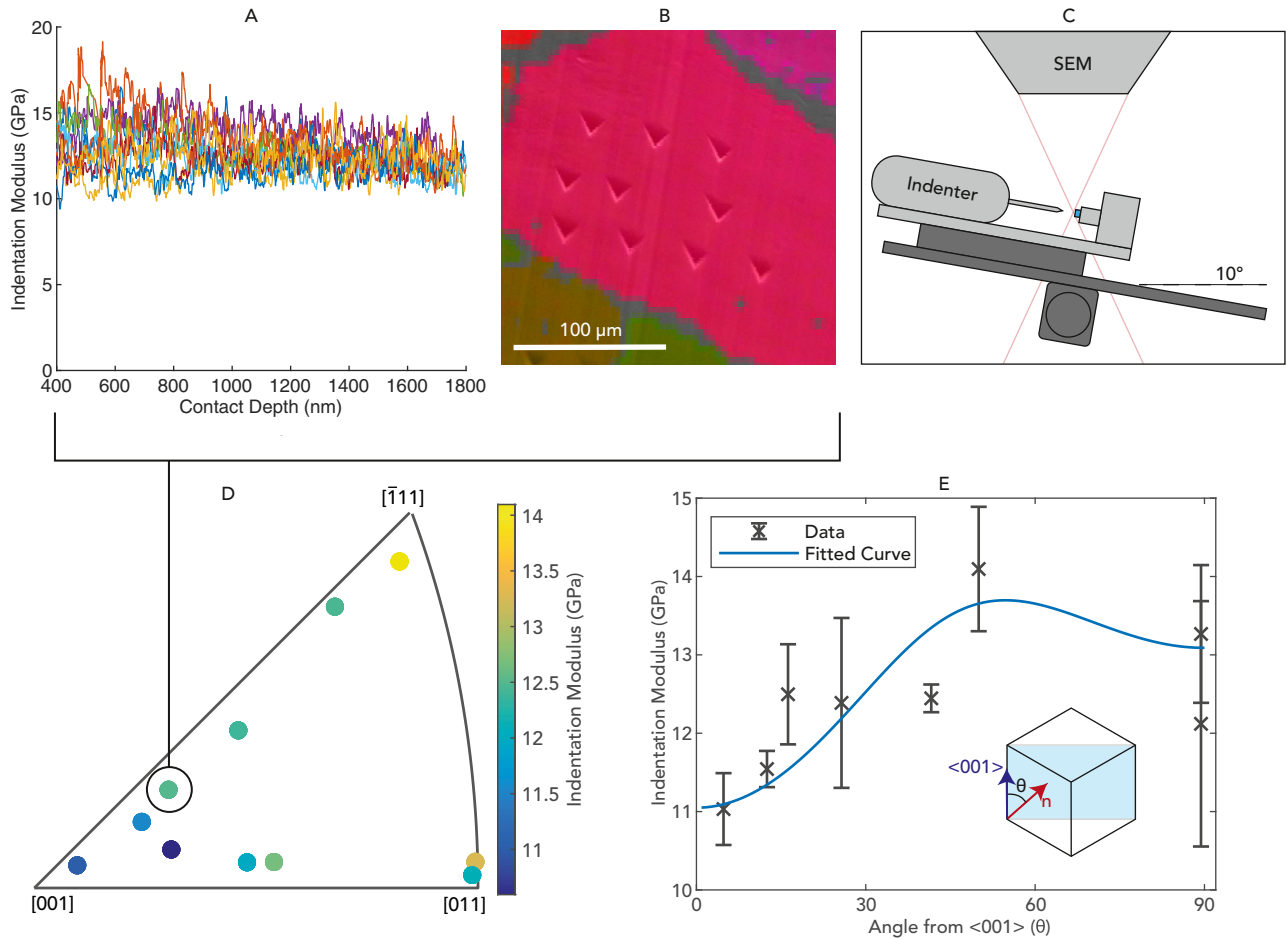 A
B
C
20
15
10
5
0
Indentation Modulus (GPa)
400
600
800
1000
1200
1400
1600
1800
Contact Depth (nm)
100 μm
SEM
Indenter
10°
D
[1̅11]
[001]
[011]
14
13.5
13
12.5
12
11.5
11
Indentation Modulus (GPa)
E
15
14
13
12
11
10
Indentation Modulus (GPa)
Data
Fitted Curve
<001>
θ
n
0
30
60
90
Angle from <001> (θ)